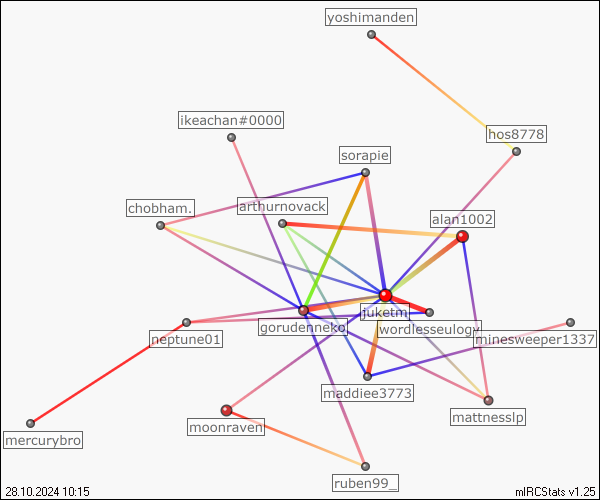 yoshimanden
ikeachan#0000
hos8778
sorapie
chobham.
arthurnovack
alan1002
juketm
gorudenneko
wordlesseulogy
neptune01
minesweeper1337
maddiee3773
mattnesslp
moonraven
mercurybro
ruben99_
28.10.2024 10:15
mIRCStats v1.25